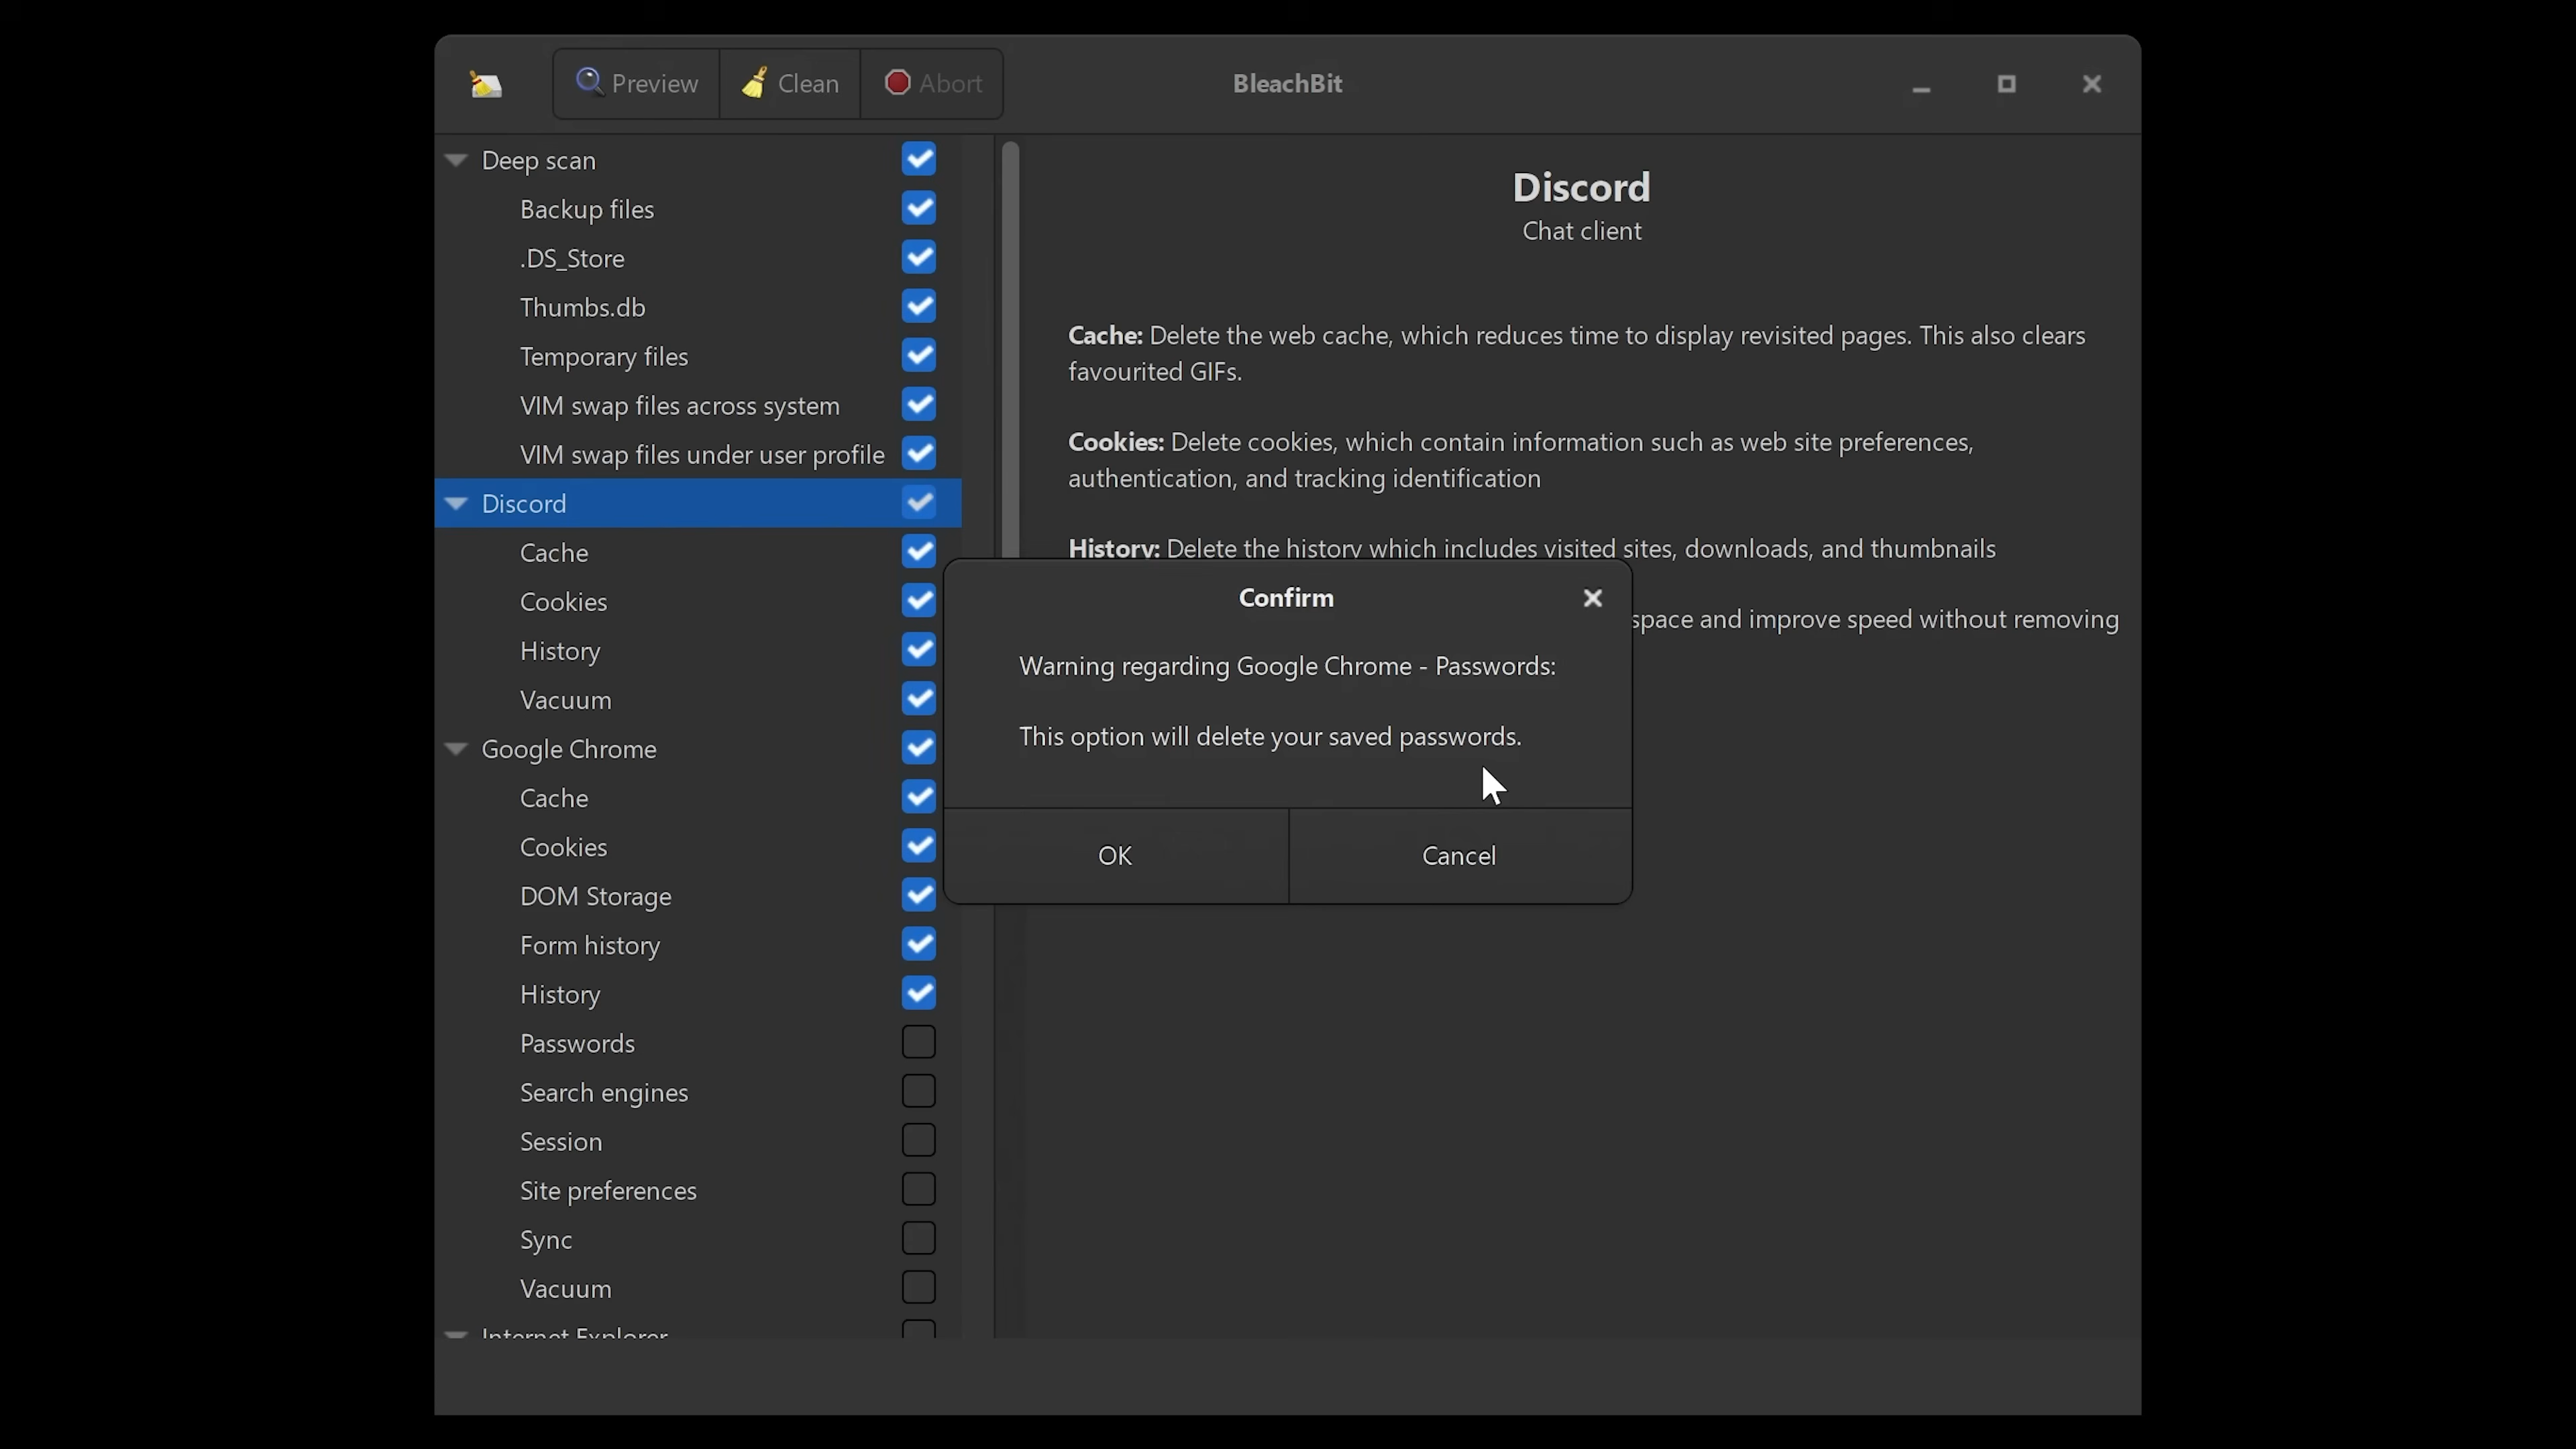 Preview
Clean
Abort
BleachBit
Deep scan
Backup files
.DS_Store
Thumbs.db
Temporary files
VIM swap files across system
VIM swap files under user profile
Discord
Cache
Cookies
History
Vacuum
Google Chrome
Cache
Cookies
DOM Storage
Form history
History
Passwords
Search engines
Session
Site preferences
Sync
Vacuum
Internet Explorer
Discord
Chat client
Cache: Delete the web cache, which reduces time to display revisited pages. This also clears
favourited GIFs.
Cookies: Delete cookies, which contain information such as web site preferences,
authentication, and tracking identification
History: Delete the history which includes visited sites, downloads, and thumbnails
space and improve speed without removing
Confirm
Warning regarding Google Chrome - Passwords:
This option will delete your saved passwords.
OK
Cancel